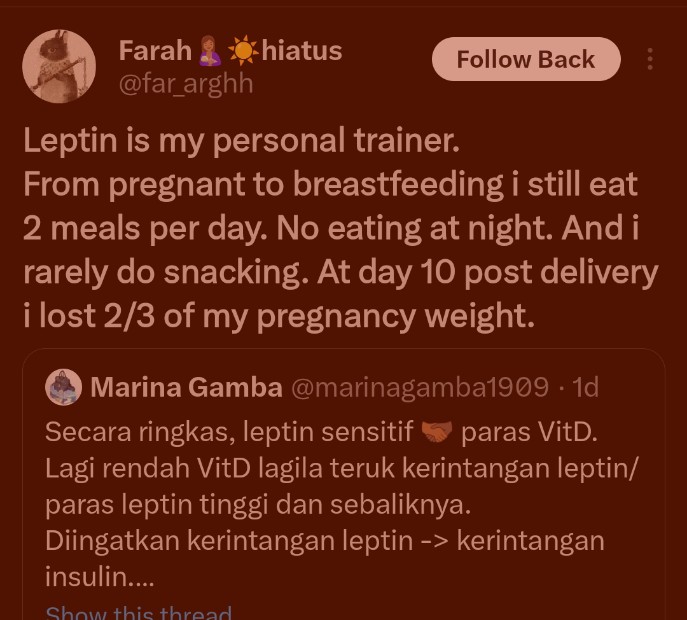 Farah🤱🏽☀️hiatus
Follow Back
@far_arghh
Leptin is my personal trainer.
From pregnant to breastfeeding i still eat
2 meals per day. No eating at night. And i
rarely do snacking. At day 10 post delivery
i lost 2/3 of my pregnancy weight.
Marina Gamba @marinagamba1909 · 1d
Secara ringkas, leptin sensitif 🤝🏾 paras VitD.
Lagi rendah VitD lagila teruk kerintangan leptin/
paras leptin tinggi dan sebaliknya.
Diingatkan kerintangan leptin -> kerintangan
insulin....
Show this thread